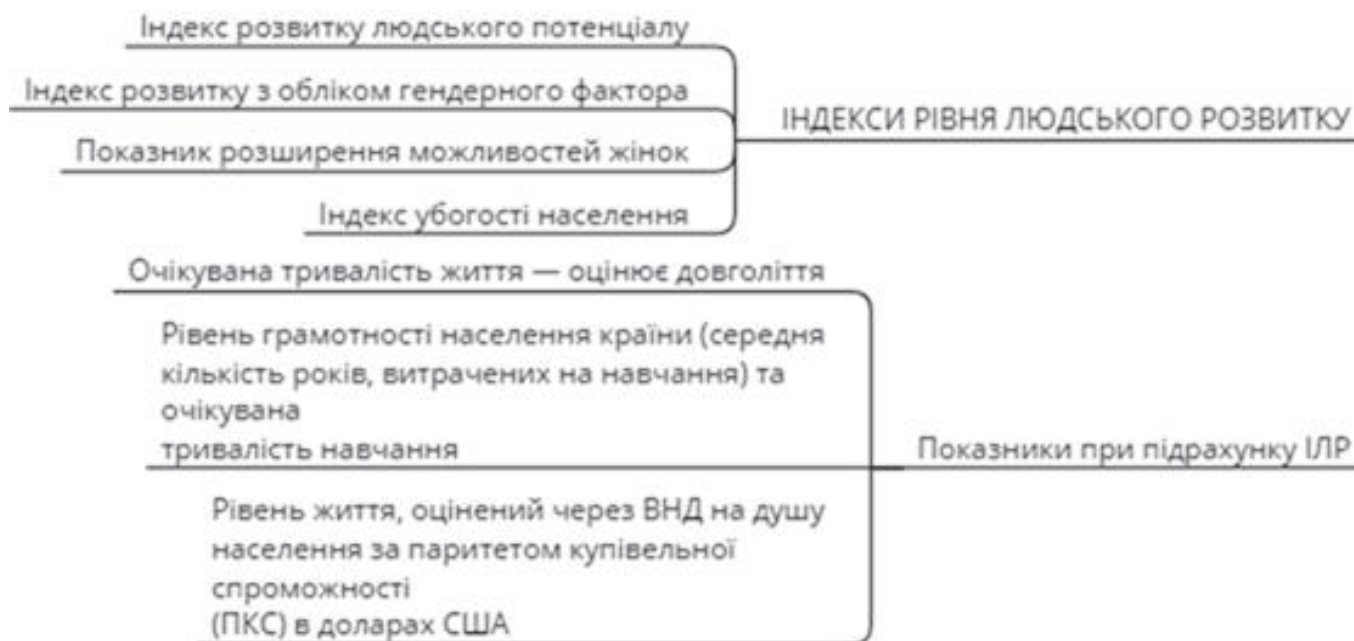 Індекс розвитку людського потенціалу
Індекс розвитку з обліком гендерного фактора
Показник розширення можливостей жінок
Індекс убогості населення
ІНДЕКСИ РІВНЯ ЛЮДСЬКОГО РОЗВИТКУ
Очікувана тривалість життя — оцінює довголіття
Рівень грамотності населення країни (середня
кількість років, витрачених на навчання) та
очікувана
тривалість навчання
Рівень життя, оцінений через ВНД на душу
населення за паритетом купівельної
спроможності
(ПКС) в доларах США
Показники при підрахунку ІЛР